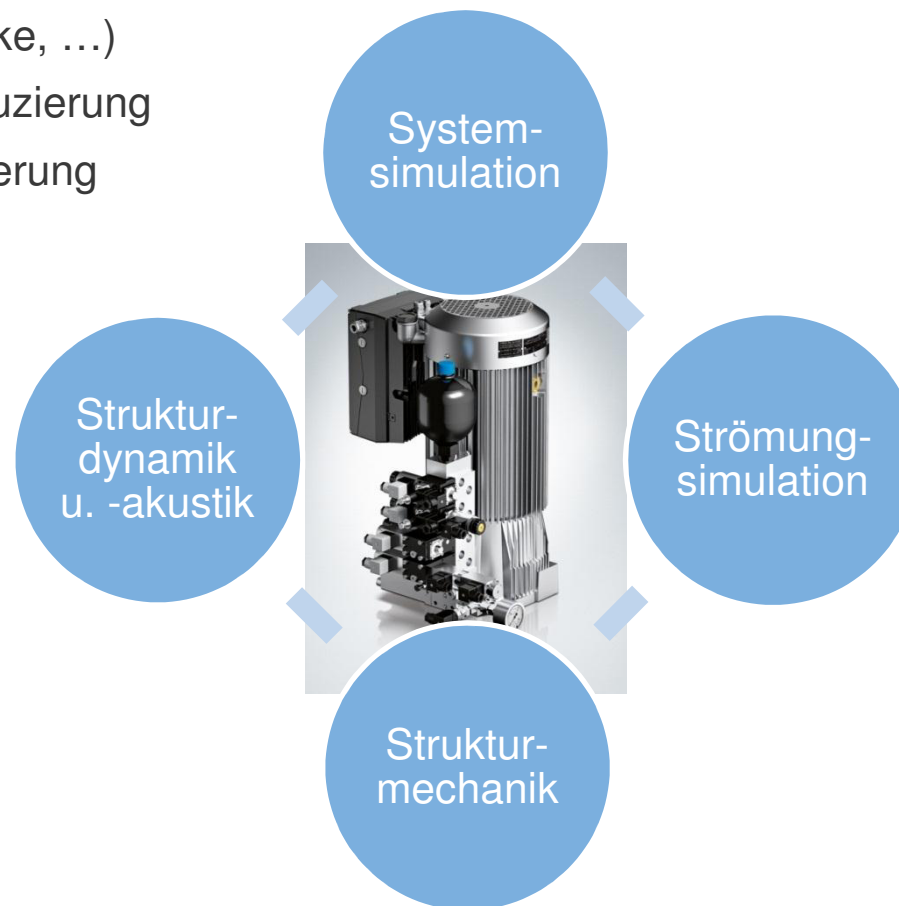 ke, …)
uzierung
erung
System-
simulation
Struktur-
dynamik
u. -akustik
Strömung-
simulation
Struktur-
mechanik